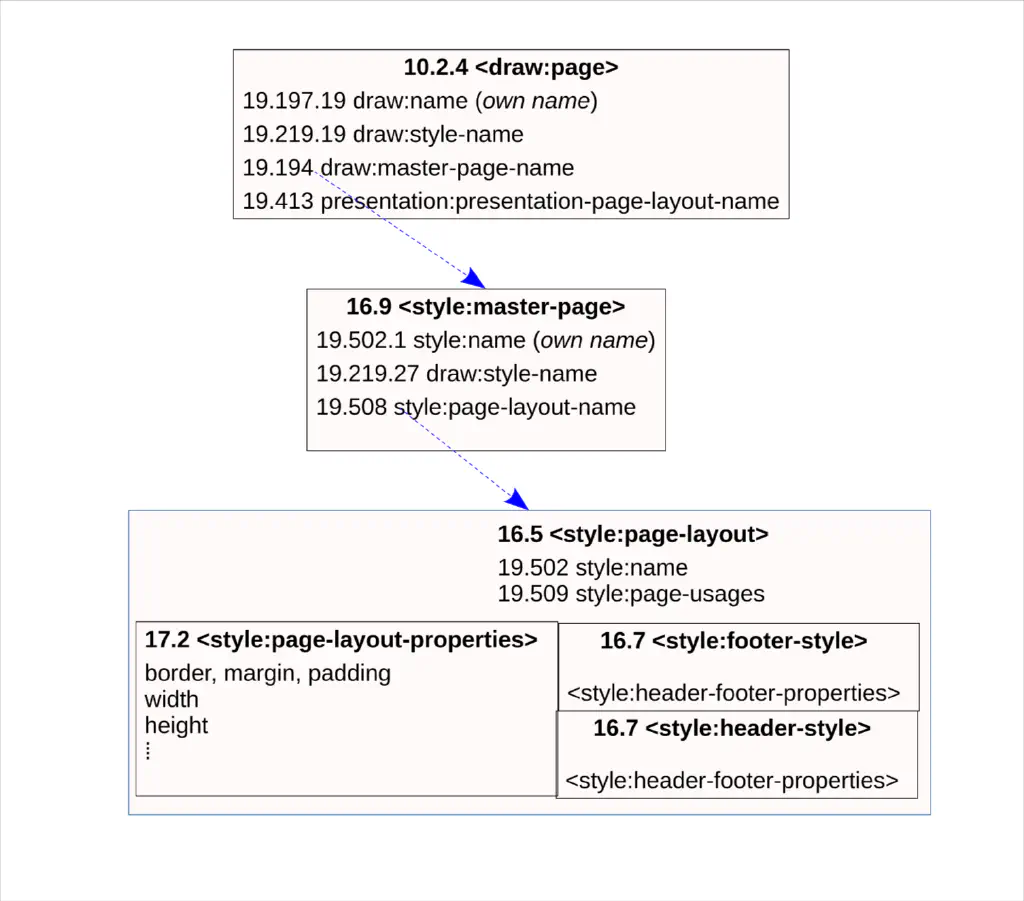 10.2.4 <draw:page>
19.197.19 draw:name (own name)
19.219.19 draw:style-name
19.194 draw:master-page-name
19.413 presentation:presentation-page-layout-name
16.9 <style:master-page>
19.502.1 style:name (own name)
19.219.27 draw:style-name
19.508 style:page-layout-name
16.5 <style:page-layout>
19.502 style:name
19.509 style:page-usages
17.2 <style:page-layout-properties>
border, margin, padding
width
height
⁞
16.7 <style:footer-style>
<style:header-footer-properties>
16.7 <style:header-style>
<style:header-footer-properties>